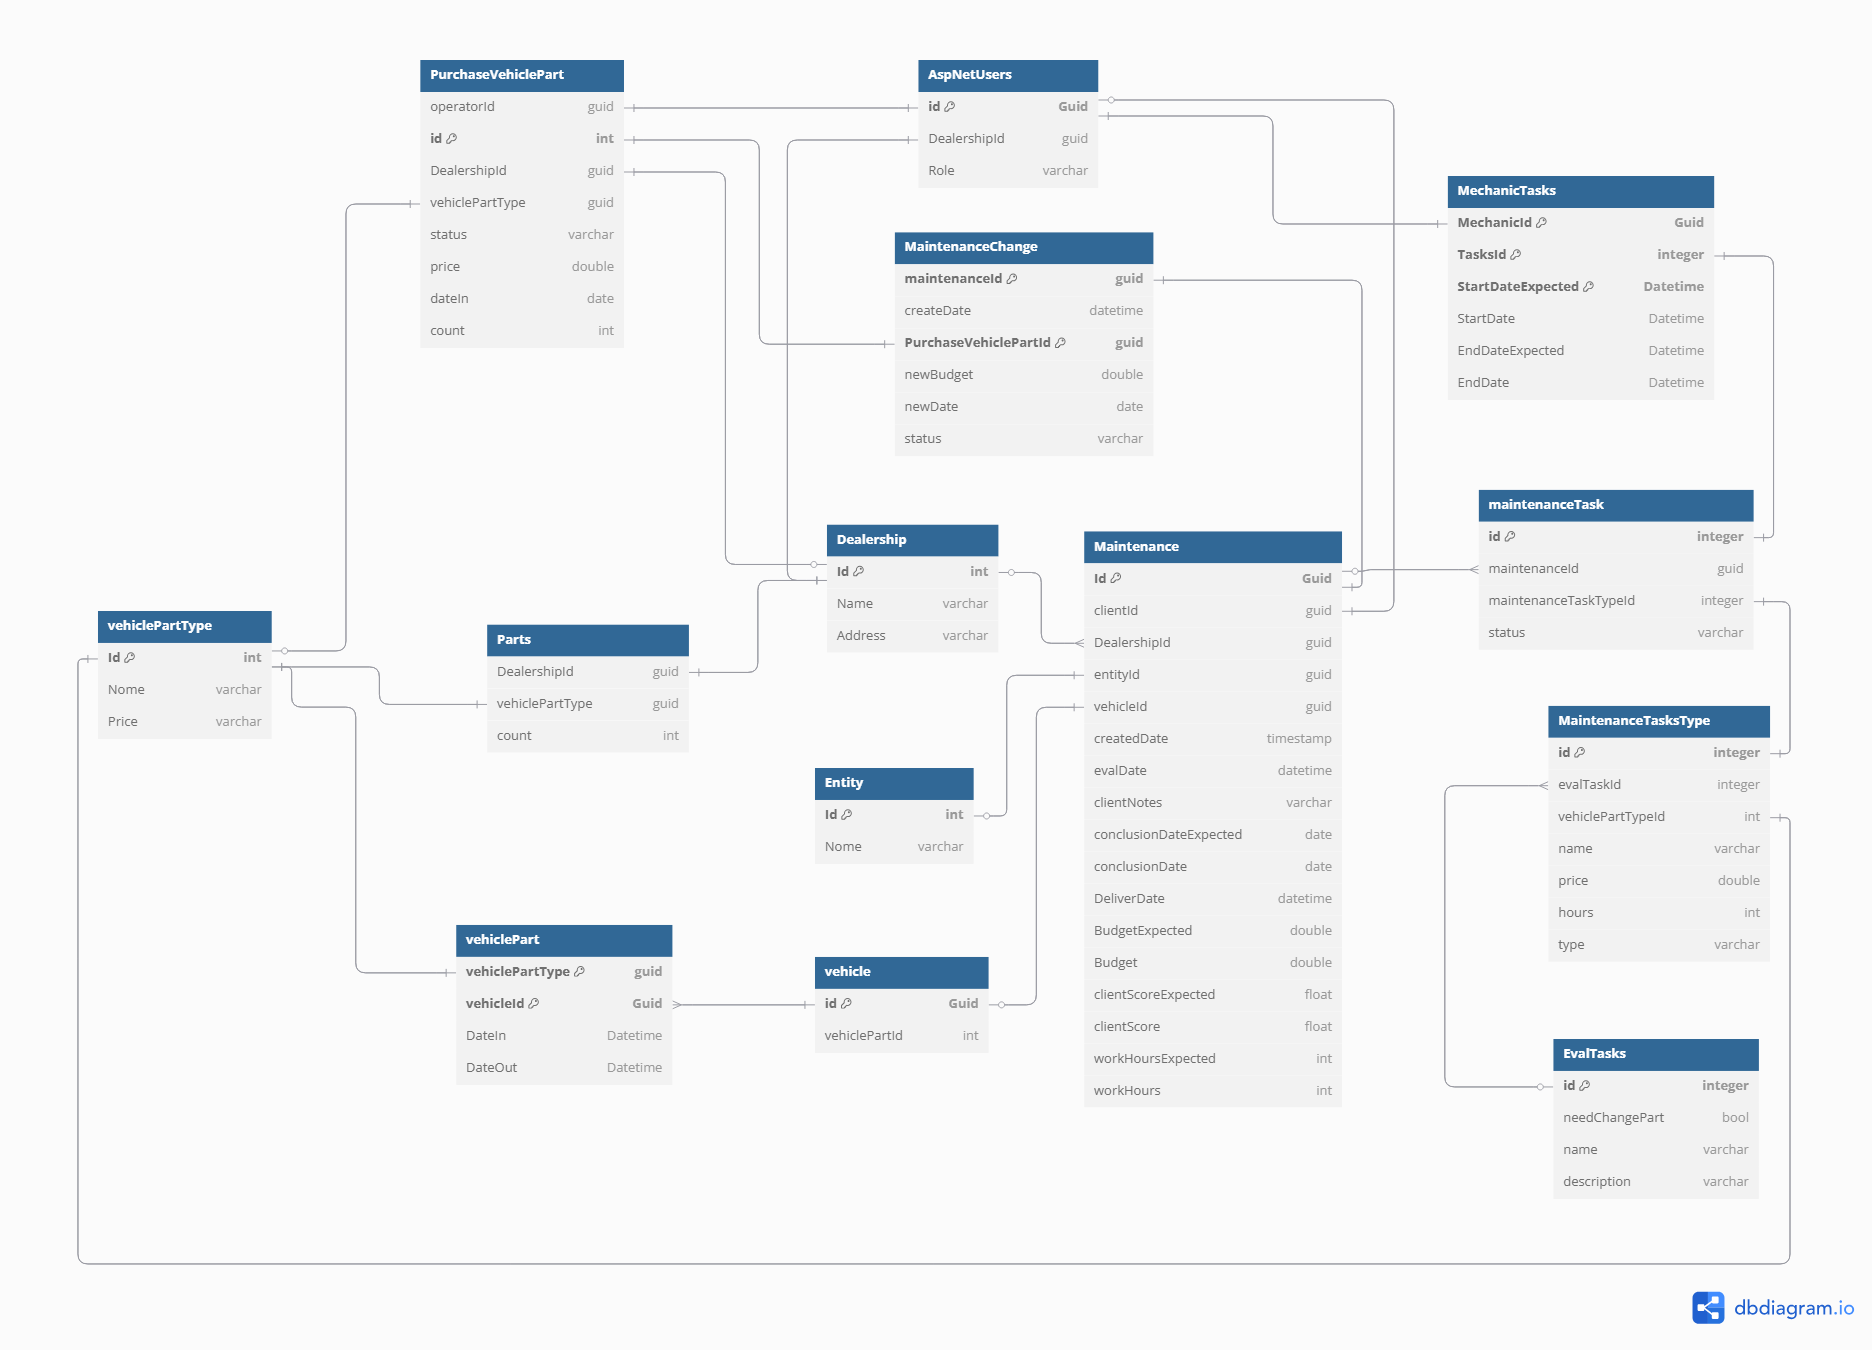 PurchaseVehiclePart
operatorId guid
id int
DealershipId guid
vehiclePartType guid
status varchar
price double
dateIn date
count int
AspNetUsers
id Guid
DealershipId guid
Role varchar
MechanicTasks
MechanicId Guid
TasksId integer
StartDateExpected Datetime
StartDate Datetime
EndDateExpected Datetime
EndDate Datetime
MaintenanceChange
maintenanceId guid
createDate datetime
PurchaseVehiclePartId guid
newBudget double
newDate date
status varchar
maintenanceTask
id integer
maintenanceId guid
maintenanceTaskTypeId integer
status varchar
Dealership
Id int
Name varchar
Address varchar
Maintenance
Id Guid
clientId guid
DealershipId guid
entityId guid
vehicleId guid
createdDate timestamp
evalDate datetime
clientNotes varchar
conclusionDateExpected date
conclusionDate date
DeliverDate datetime
BudgetExpected double
Budget double
clientScoreExpected float
clientScore float
workHoursExpected int
workHours int
vehiclePartType
Id int
Nome varchar
Price varchar
Parts
DealershipId guid
vehiclePartType guid
count int
MaintenanceTasksType
id integer
evalTaskId integer
vehiclePartTypeId int
name varchar
price double
hours int
type varchar
Entity
Id int
Nome varchar
vehiclePart
vehiclePartType guid
vehicleId Guid
DateIn Datetime
DateOut Datetime
vehicle
id Guid
vehiclePartId int
EvalTasks
id integer
needChangePart bool
name varchar
description varchar
dbdiagram.io